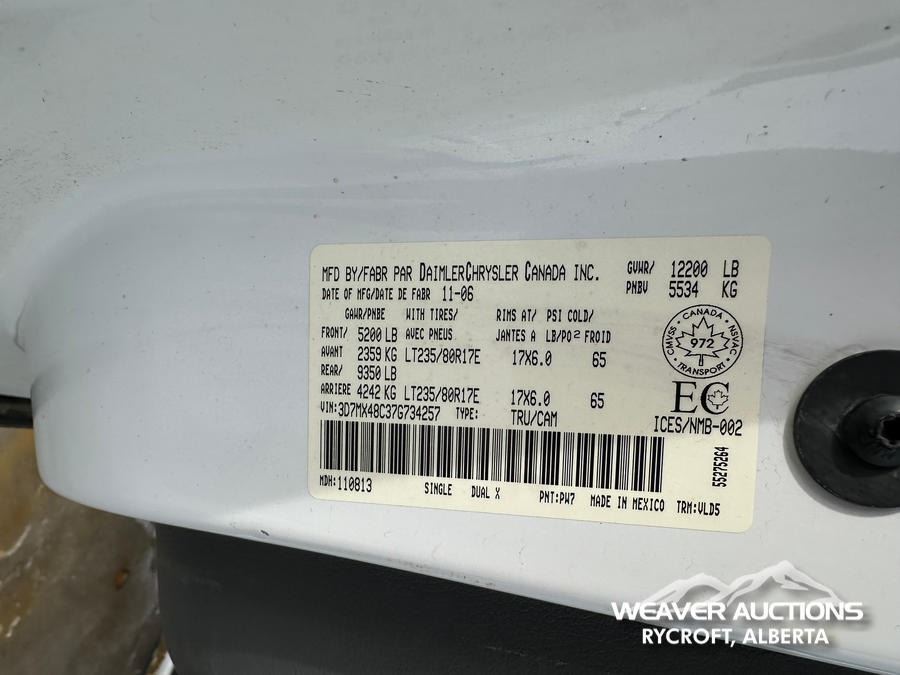 MFD BY/FABR PAR DAIMLERCHRYSLER CANADA INC. GVWR/ 12200 LB
DATE OF MFG/DATE DE FABR 11-06 PNBV 5534 KG
GAWR/PNBE WITH TIRES/ RIMS AT/ PSI COLD/
FRONT/ 5200 LB AVEC PNEUS JANTES A LB/PO² FROID
AVANT 2359 KG LT235/80R17E 17X6.0 65
REAR/ 9350 LB
ARRIERE 4242 KG LT235/80R17E 17X6.0 65
VIN:3D7MX48C37G734257 TYPE: TRU/CAM
CANADA
CMVSS 972 NSVAC
TRANSPORT
EC
ICES/NMB-002
55275264
MDH:110813 SINGLE DUAL X PNT:PW7 MADE IN MEXICO TRM:VLD5
WEAVER AUCTIONS
RYCROFT, ALBERTA